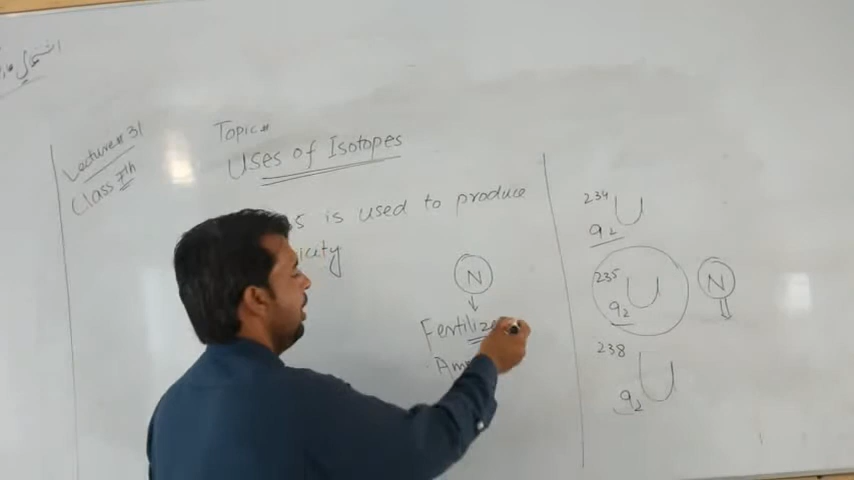 Lecture# 31
Class 7th
Topic#
Uses of Isotopes
is used to produce
N
Fertilize
234
U
92
235
U
92
N
238
U
92